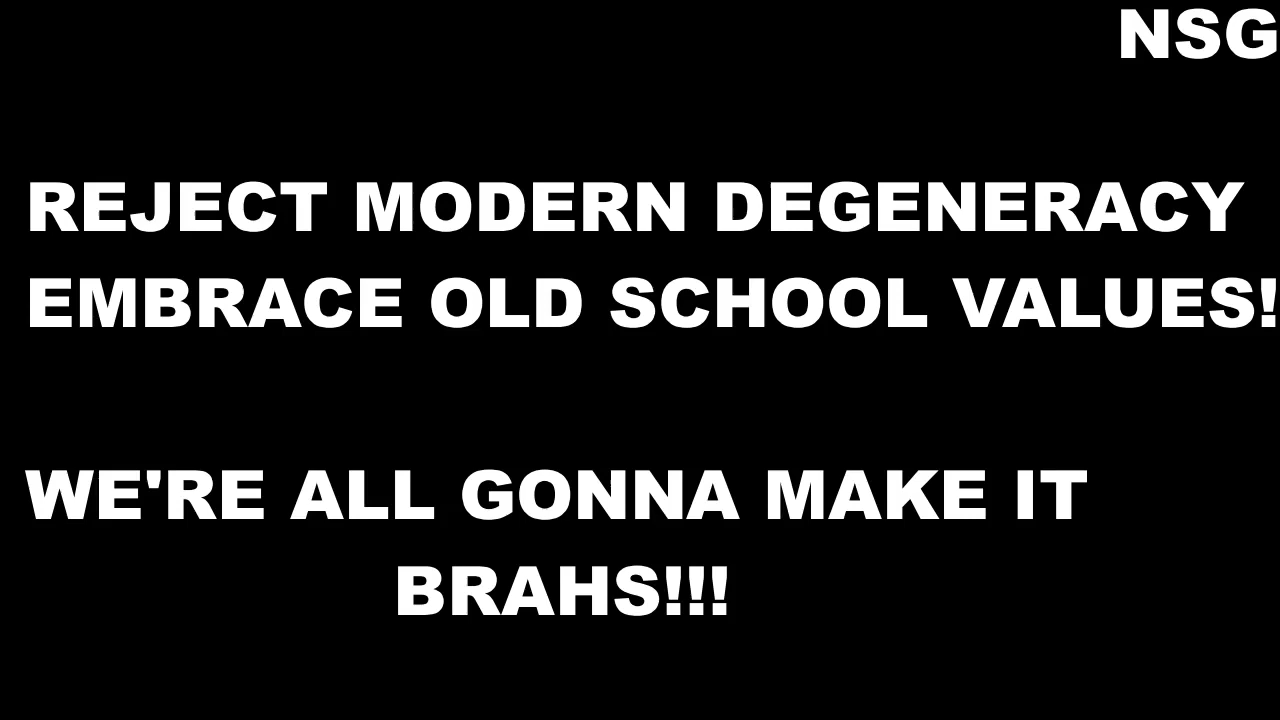 NSG
REJECT MODERN DEGENERACY
EMBRACE OLD SCHOOL VALUES!
WE'RE ALL GONNA MAKE IT
BRAHS!!!